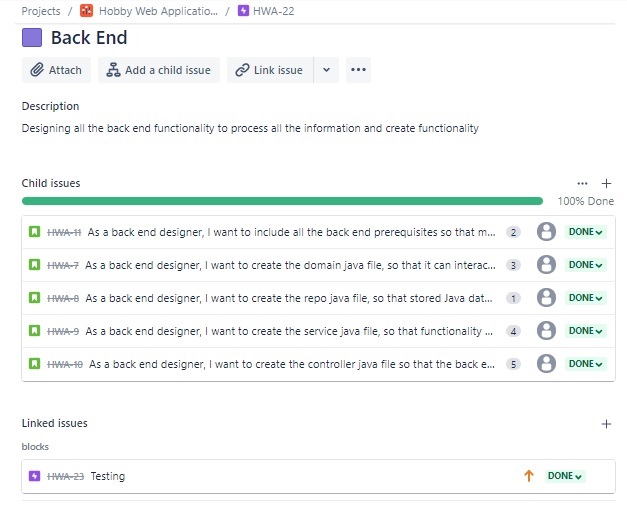 Projects / Hobby Web Applicatio... / HWA-22
Back End
Attach Add a child issue Link issue
Description
Designing all the back end functionality to process all the information and create functionality
Child issues
100% Done
HWA-11 As a back end designer, I want to include all the back end prerequisites so that m... 2 DONE
HWA-7 As a back end designer, I want to create the domain java file, so that it can interac... 3 DONE
HWA-8 As a back end designer, I want to create the repo java file, so that stored Java dat... 1 DONE
HWA-9 As a back end designer, I want to create the service java file, so that functionality ... 4 DONE
HWA-10 As a back end designer, I want to create the controller java file so that the back e... 5 DONE
Linked issues
blocks
HWA-23 Testing DONE